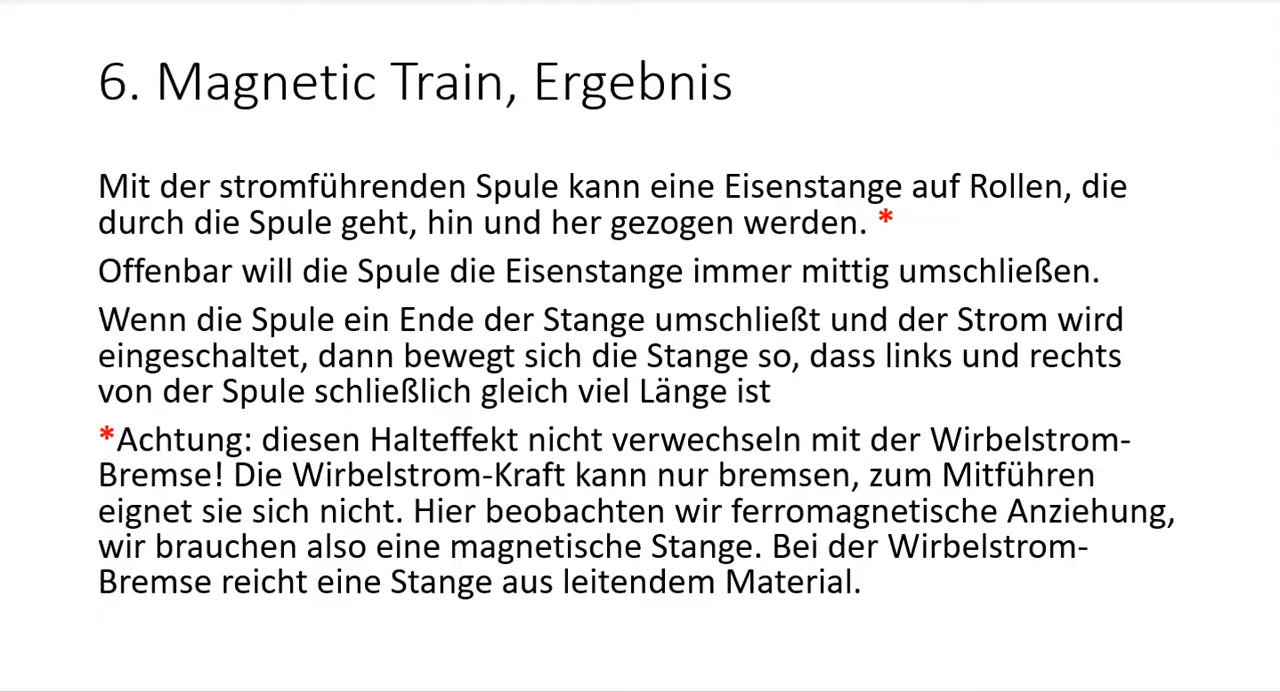 6. Magnetic Train, Ergebnis
Mit der stromführenden Spule kann eine Eisenstange auf Rollen, die
durch die Spule geht, hin und her gezogen werden. *
Offenbar will die Spule die Eisenstange immer mittig umschließen.
Wenn die Spule ein Ende der Stange umschließt und der Strom wird
eingeschaltet, dann bewegt sich die Stange so, dass links und rechts
von der Spule schließlich gleich viel Länge ist
*Achtung: diesen Halteffekt nicht verwechseln mit der Wirbelstrom-
Bremse! Die Wirbelstrom-Kraft kann nur bremsen, zum Mitführen
eignet sie sich nicht. Hier beobachten wir ferromagnetische Anziehung,
wir brauchen also eine magnetische Stange. Bei der Wirbelstrom-
Bremse reicht eine Stange aus leitendem Material.